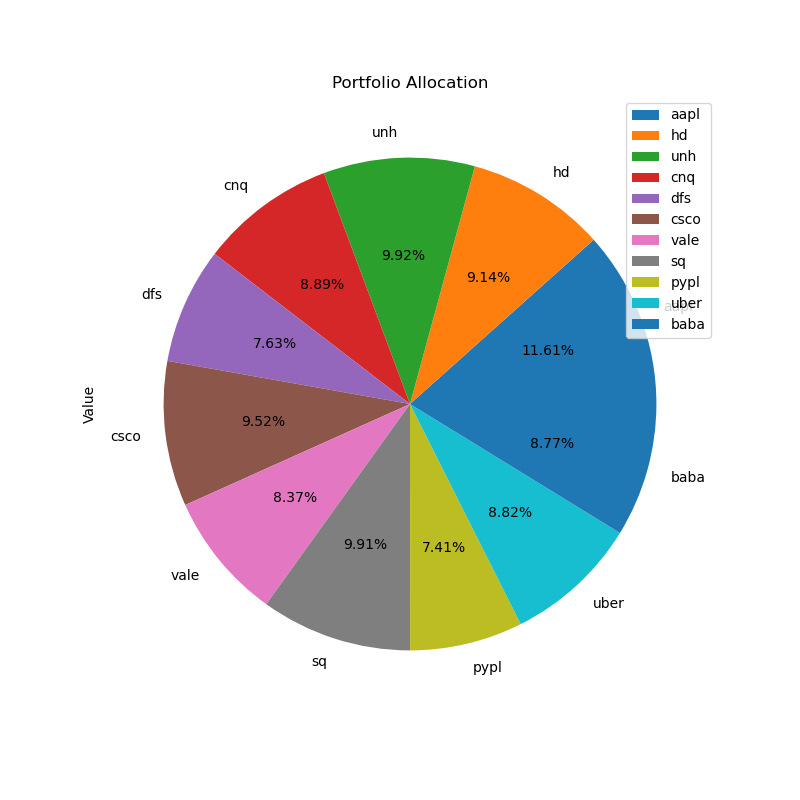 Portfolio Allocation
unh
hd
cnq
dfs
csco
vale
sq
pypl
uber
baba
aapl
Value
11.61%
9.14%
9.92%
8.89%
7.63%
9.52%
8.37%
9.91%
7.41%
8.82%
8.77%
aapl
hd
unh
cnq
dfs
csco
vale
sq
pypl
uber
baba